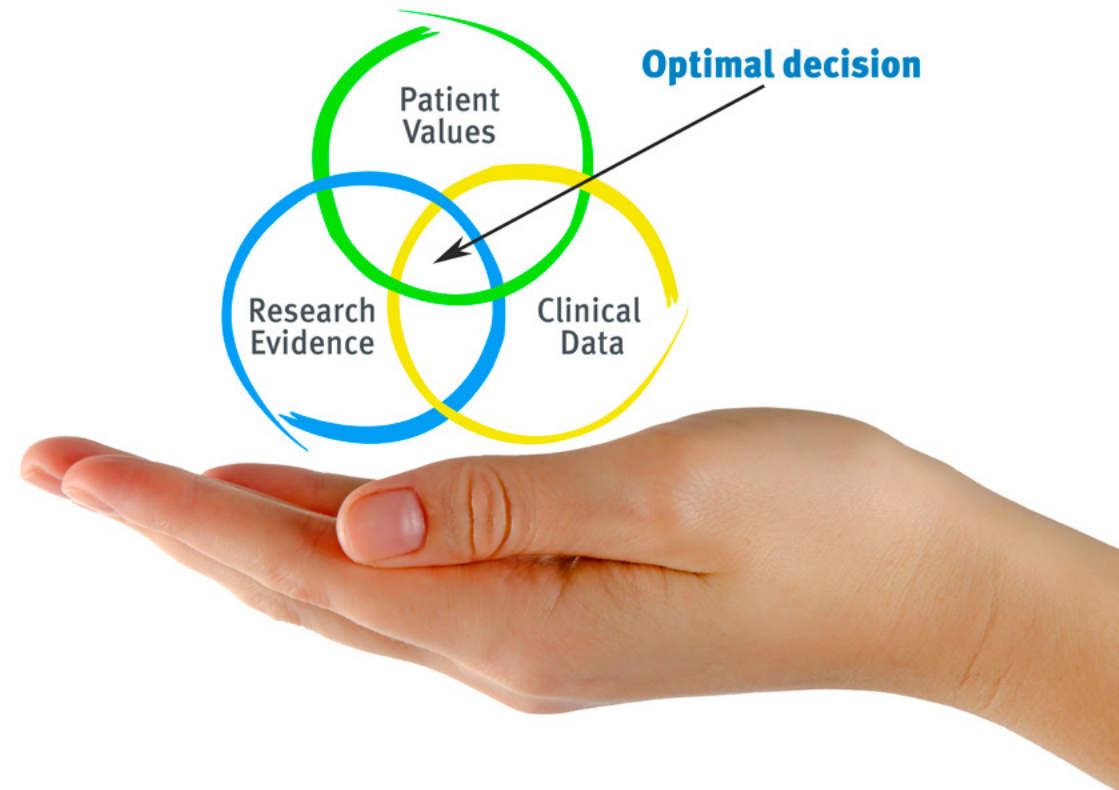 Optimal decision
Patient
Values
Research
Evidence
Clinical
Data